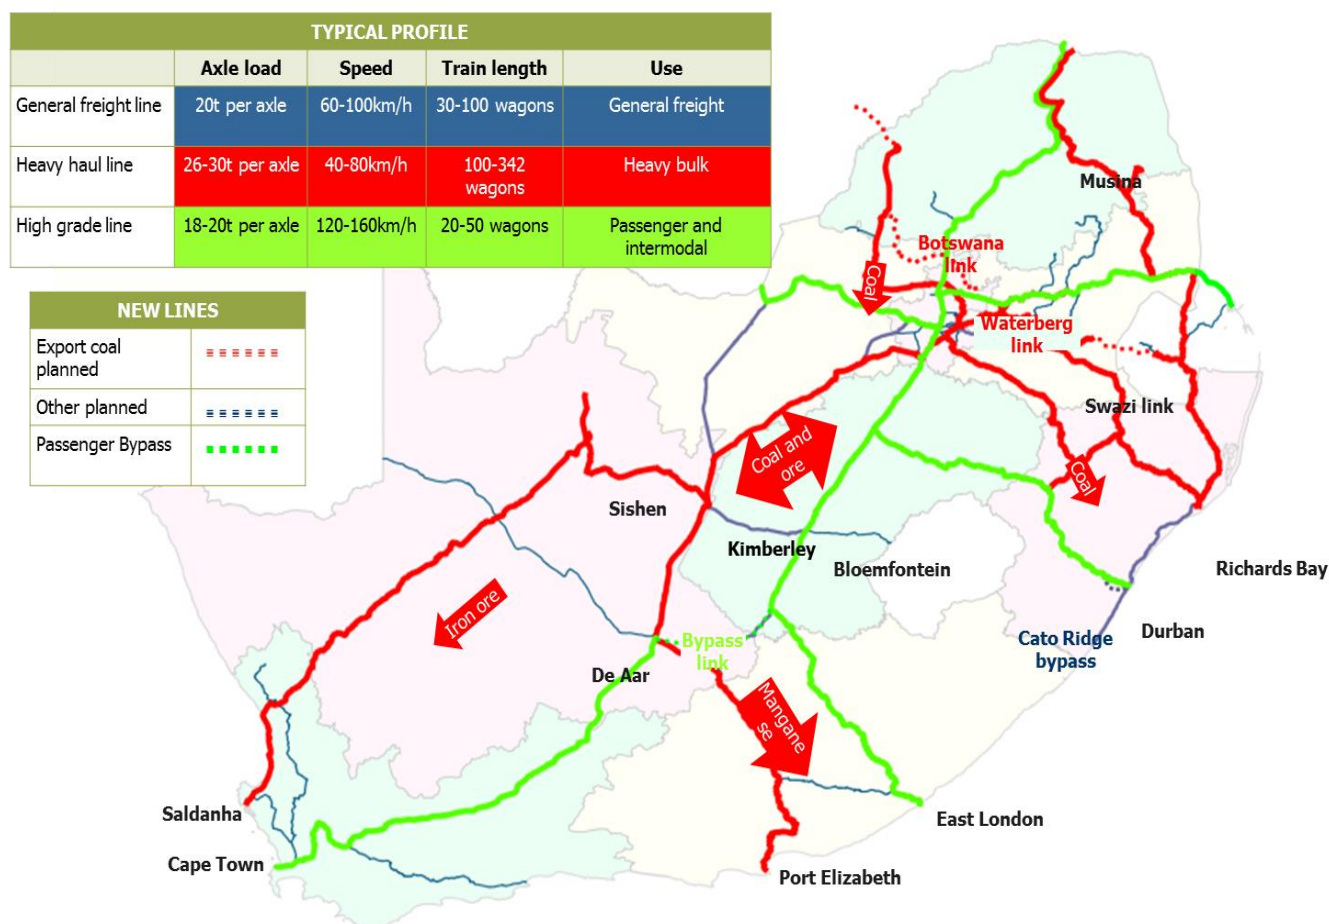 TYPICAL PROFILE
Axle load Speed Train length Use
General freight line 20t per axle 60-100km/h 30-100 wagons General freight
Heavy haul line 26-30t per axle 40-80km/h 100-342 wagons Heavy bulk
High grade line 18-20t per axle 120-160km/h 20-50 wagons Passenger and intermodal
NEW LINES
Export coal
planned
Other planned
Passenger Bypass
Musina
Botswana
link
Coal
Waterberg
link
Swazi link
Coal and
ore
Coal
Sishen
Kimberley
Bloemfontein
Richards Bay
Iron ore
Durban
Cato Ridge
bypass
Bypass
link
De Aar
Mangane
se
Saldanha
East London
Cape Town
Port Elizabeth